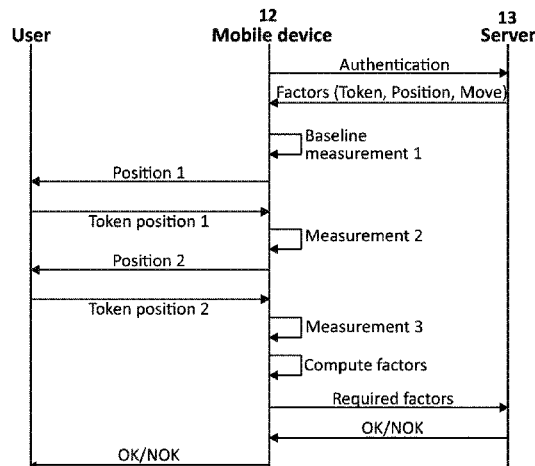 12
13
User
Mobile device
Server
Authentication
Factors (Token, Position, Move)
Baseline
measurement 1
Position 1
Token position 1
Measurement 2
Position 2
Token position 2
Measurement 3
Compute factors
Required factors
OK/NOK
OK/NOK